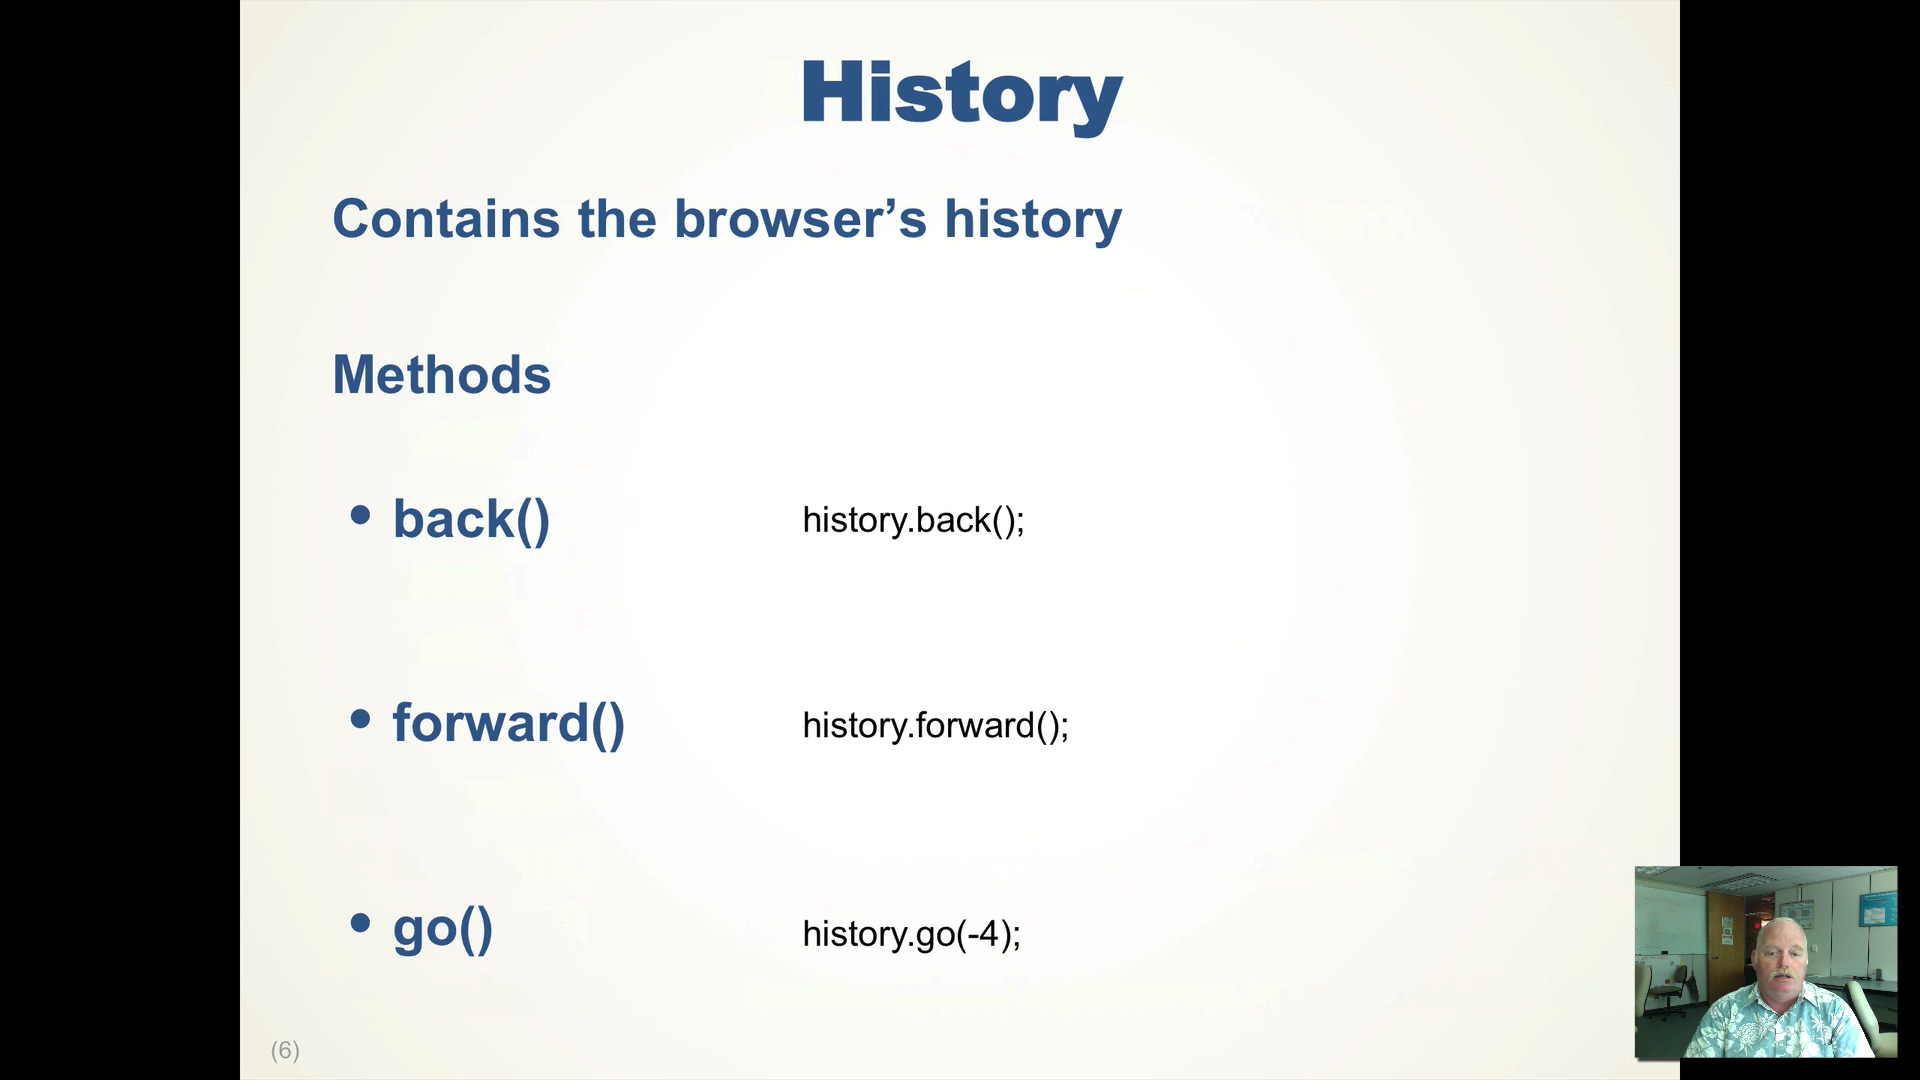 History
Contains the browser’s history
Methods
• back() history.back();
• forward() history.forward();
• go() history.go(-4);
(6)